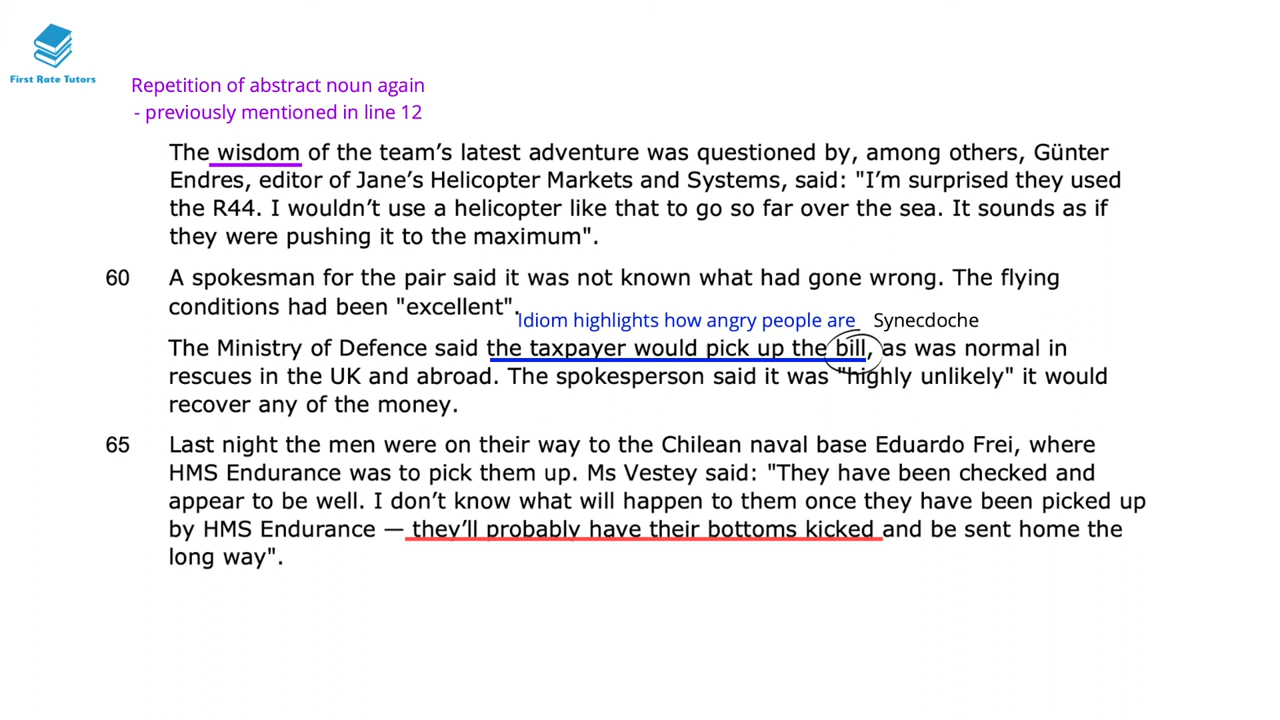 First Rate Tutors
Repetition of abstract noun again
- previously mentioned in line 12
The wisdom of the team's latest adventure was questioned by, among others, Günter
Endres, editor of Jane's Helicopter Markets and Systems, said: "I'm surprised they used
the R44. I wouldn't use a helicopter like that to go so far over the sea. It sounds as if
they were pushing it to the maximum".
60 A spokesman for the pair said it was not known what had gone wrong. The flying
conditions had been "excellent".
Idiom highlights how angry people are Synecdoche
The Ministry of Defence said the taxpayer would pick up the bill, as was normal in
rescues in the UK and abroad. The spokesperson said it was "highly unlikely" it would
recover any of the money.
65 Last night the men were on their way to the Chilean naval base Eduardo Frei, where
HMS Endurance was to pick them up. Ms Vestey said: "They have been checked and
appear to be well. I don't know what will happen to them once they have been picked up
by HMS Endurance — they'll probably have their bottoms kicked and be sent home the
long way".